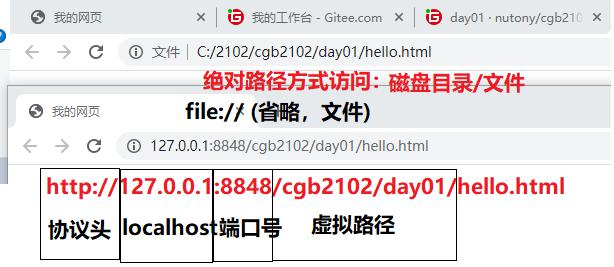 我的网页 我的工作台 - Gitee.com day01 · nutony/cgb210
文件 C:/2102/cgb2102/day01/hello.html
绝对路径方式访问：磁盘目录/文件
我的网页 file:// (省略，文件)
127.0.0.1:8848/cgb2102/day01/hello.html
http://127.0.0.1:8848/cgb2102/day01/hello.html
协议头 localhost 端口号 虚拟路径